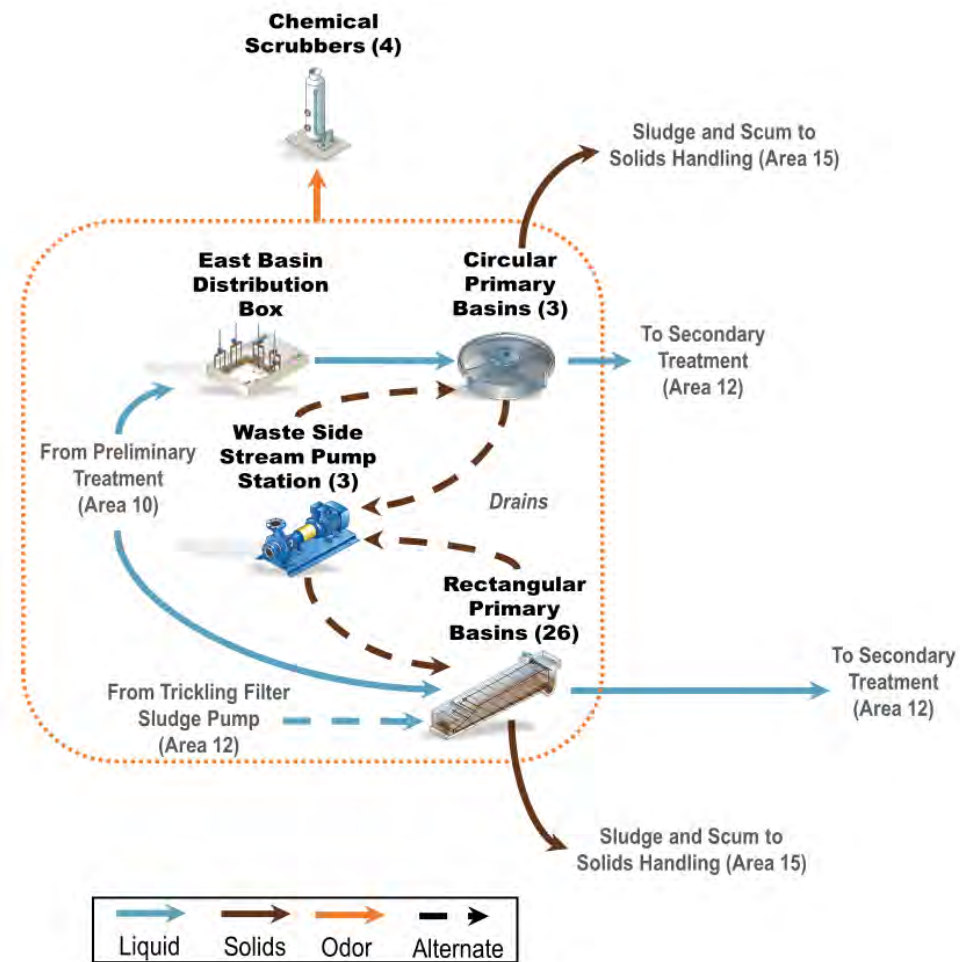 Chemical
Scrubbers (4)
Sludge and Scum to
Solids Handling (Area 15)
East Basin
Distribution
Box
Circular
Primary
Basins (3)
To Secondary
Treatment
(Area 12)
From Preliminary
Treatment
(Area 10)
Waste Side
Stream Pump
Station (3)
Drains
Rectangular
Primary
Basins (26)
From Trickling Filter
Sludge Pump
(Area 12)
To Secondary
Treatment
(Area 12)
Sludge and Scum to
Solids Handling (Area 15)
Liquid
Solids
Odor
Alternate